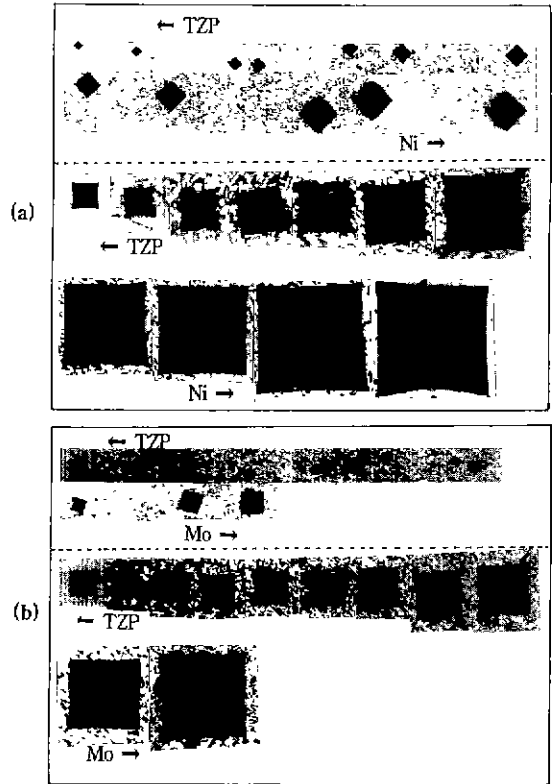 ← TZP
Ni →
(a)
← TZP
Ni →
← TZP
Mo →
(b)
← TZP
Mo →